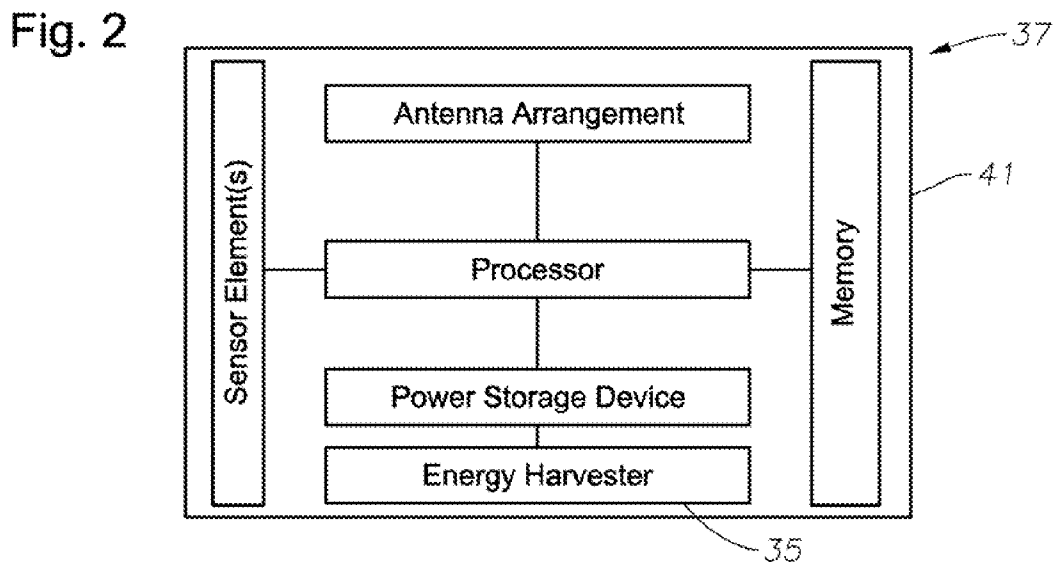 Fig. 2
37
Antenna Arrangement
41
Sensor Element(s)
Processor
Memory
Power Storage Device
Energy Harvester
35